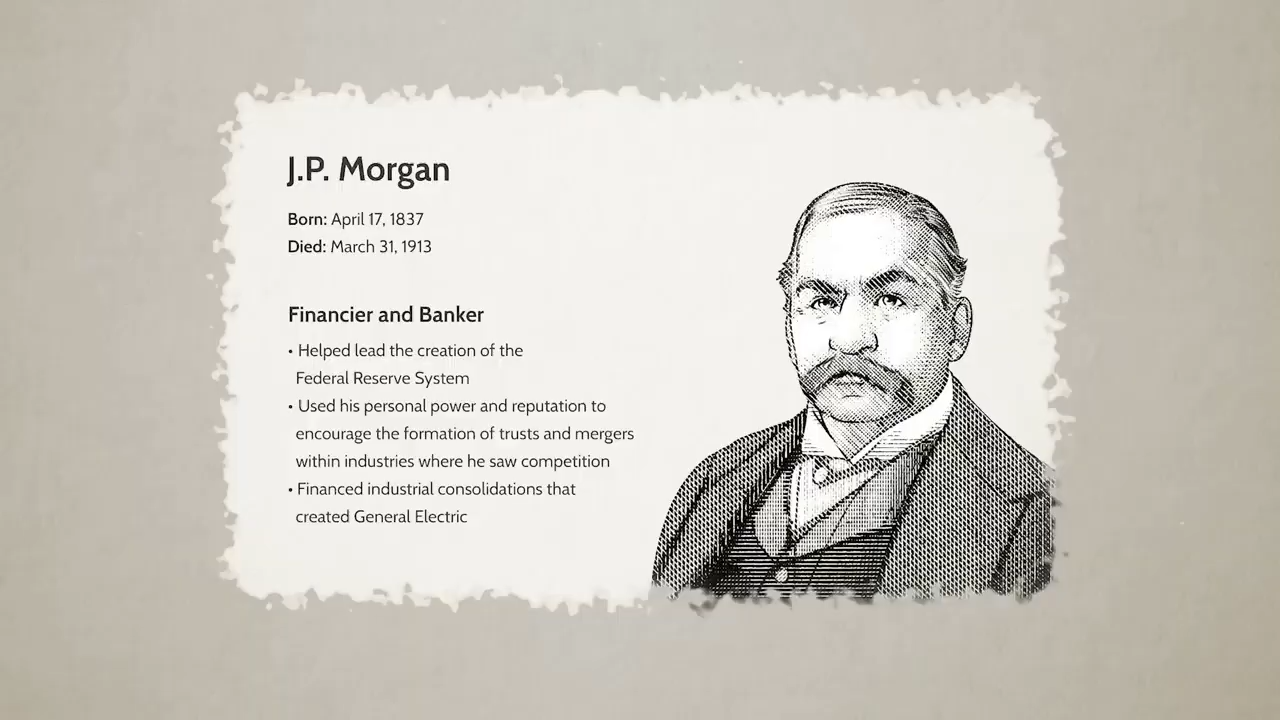 J.P. Morgan
Born: April 17, 1837
Died: March 31, 1913
Financier and Banker
• Helped lead the creation of the
Federal Reserve System
• Used his personal power and reputation to
encourage the formation of trusts and mergers
within industries where he saw competition
• Financed industrial consolidations that
created General Electric